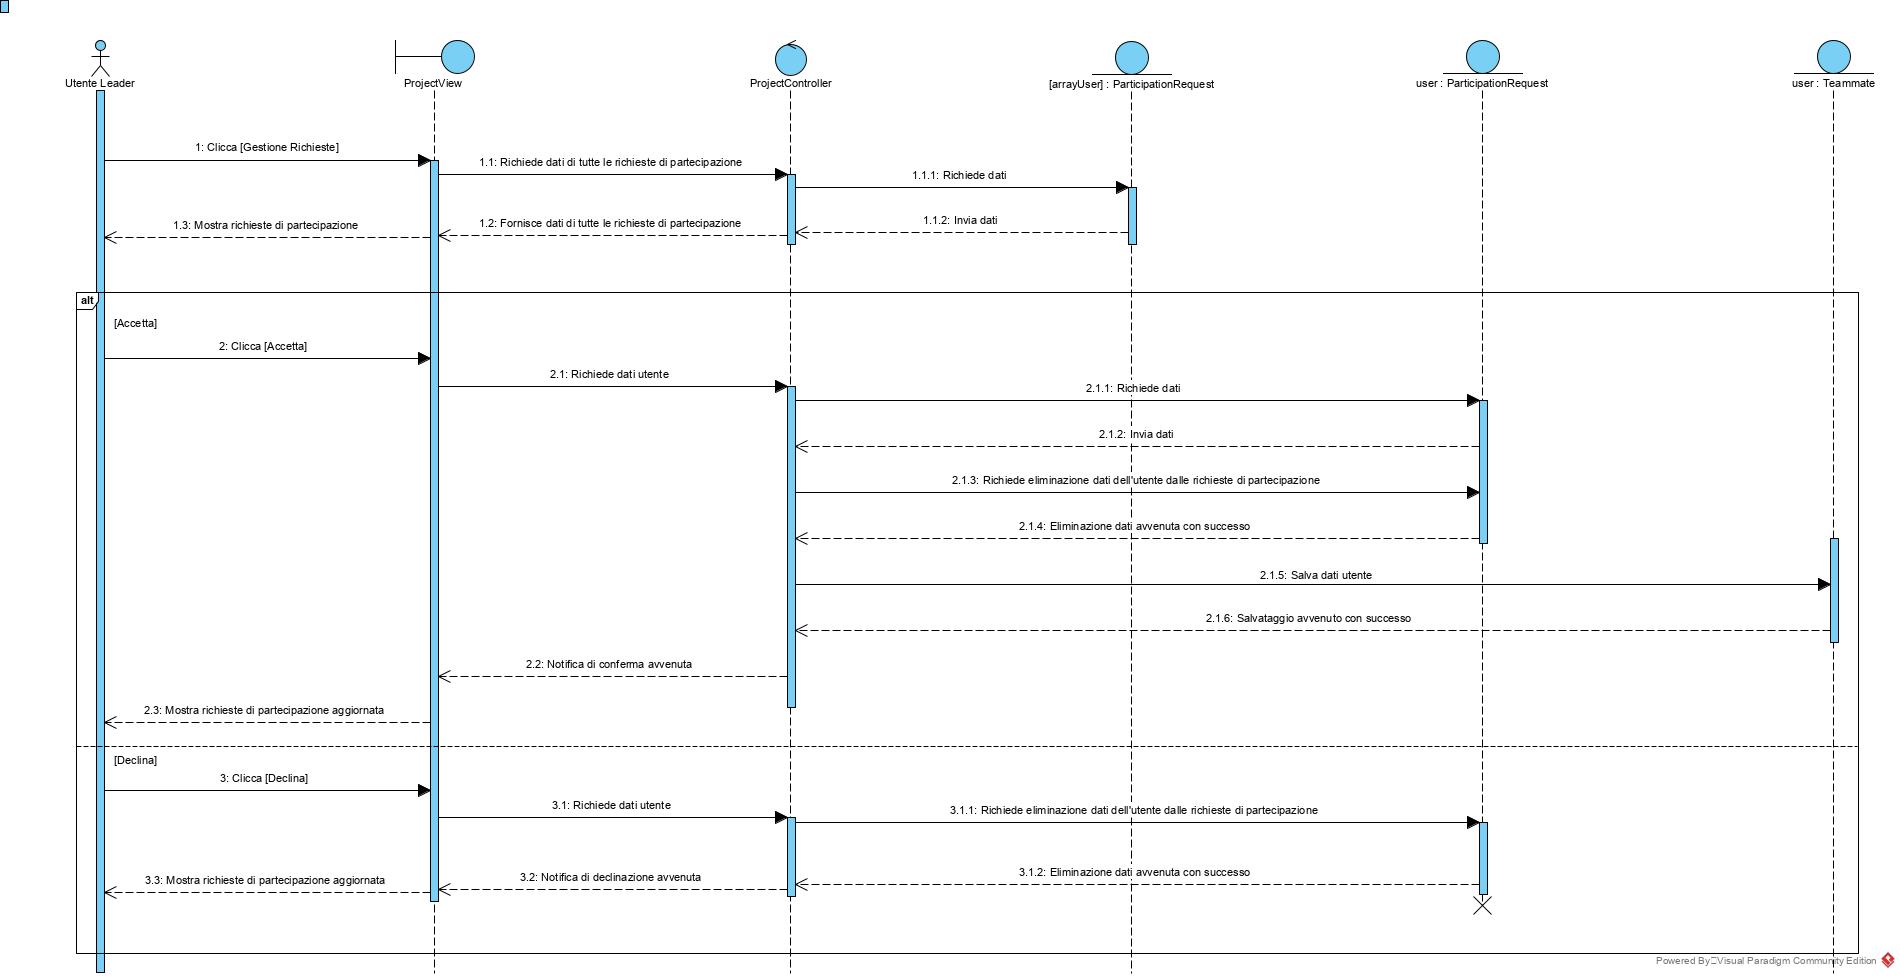 Utente Leader
ProjectView
ProjectController
[arrayUser] : ParticipationRequest
user : ParticipationRequest
user : Teammate
1: Clicca [Gestione Richieste]
1.1: Richiede dati di tutte le richieste di partecipazione
1.1.1: Richiede dati
1.1.2: Invia dati
1.2: Fornisce dati di tutte le richieste di partecipazione
1.3: Mostra richieste di partecipazione
alt
[Accetta]
2: Clicca [Accetta]
2.1: Richiede dati utente
2.1.1: Richiede dati
2.1.2: Invia dati
2.1.3: Richiede eliminazione dati dell'utente dalle richieste di partecipazione
2.1.4: Eliminazione dati avvenuta con successo
2.1.5: Salva dati utente
2.1.6: Salvataggio avvenuto con successo
2.2: Notifica di conferma avvenuta
2.3: Mostra richieste di partecipazione aggiornata
[Declina]
3: Clicca [Declina]
3.1: Richiede dati utente
3.1.1: Richiede eliminazione dati dell'utente dalle richieste di partecipazione
3.1.2: Eliminazione dati avvenuta con successo
3.2: Notifica di declinazione avvenuta
3.3: Mostra richieste di partecipazione aggiornata
Powered By Visual Paradigm Community Edition